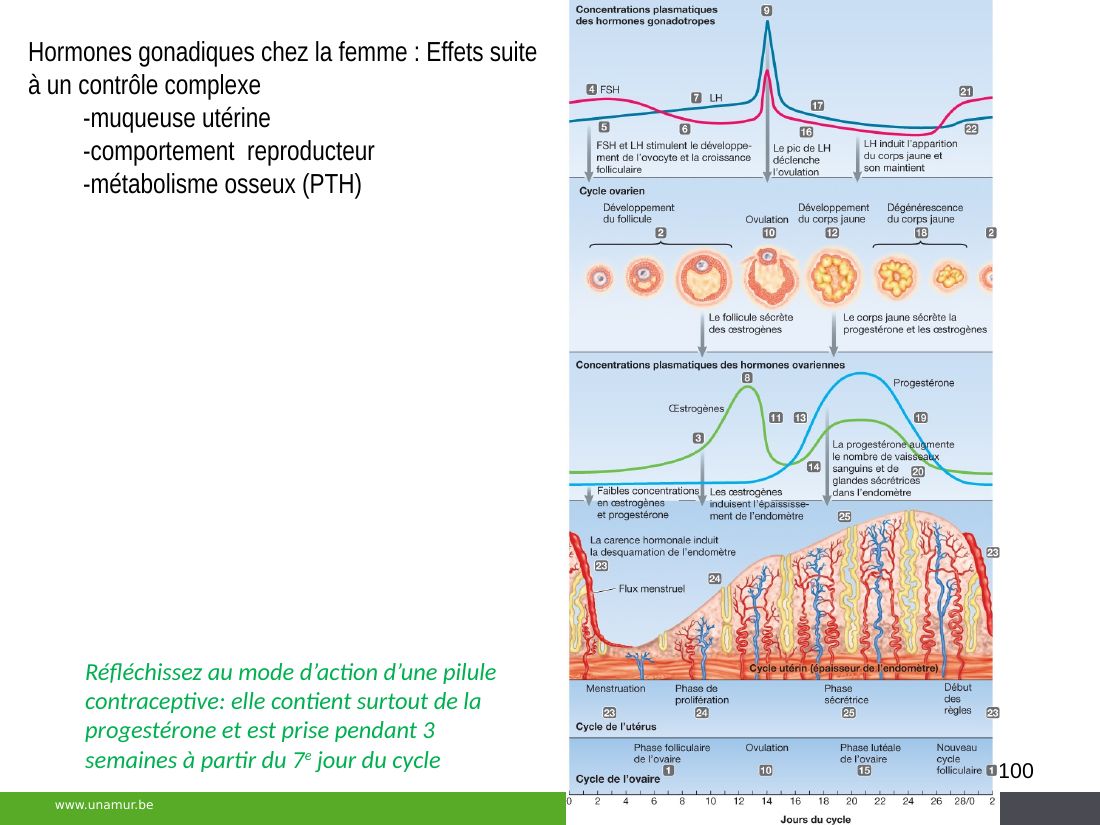 Hormones gonadiques chez la femme : Effets suite
à un contrôle complexe
-muqueuse utérine
-comportement  reproducteur
-métabolisme osseux (PTH)
Réfléchissez au mode d’action d’une pilule
contraceptive: elle contient surtout de la
progestérone et est prise pendant 3
semaines à partir du 7e jour du cycle
www.unamur.be
100
Concentrations plasmatiques
des hormones gonadotropes
9
4 FSH
7 LH
5
6
17
16
21
22
FSH et LH stimulent le développe-
ment de l’ovocyte et la croissance
folliculaire
Le pic de LH
déclenche
l’ovulation
LH induit l’apparition
du corps jaune et
son maintient
Cycle ovarien
Développement
du follicule
2
Ovulation
10
Développement
du corps jaune
12
Dégénérescence
du corps jaune
18
2
Le follicule sécrète
des œstrogènes
Le corps jaune sécrète la
progestérone et les œstrogènes
Concentrations plasmatiques des hormones ovariennes
8
Progestérone
Œstrogènes
11
13
19
3
14
20
La progestérone augmente
le nombre de vaisseaux
sanguins et de
glandes sécrétrices
dans l’endomètre
Faibles concentrations
en œstrogènes
et progestérone
Les œstrogènes
induisent l’épaississe-
ment de l’endomètre
25
La carence hormonale induit
la desquamation de l’endomètre
23
23
24
Flux menstruel
Cycle utérin (épaisseur de l’endomètre)
Menstruation
23
Phase de
prolifération
24
Phase
sécrétrice
25
Début
des
règles
23
Cycle de l’utérus
Phase folliculaire
de l’ovaire
1
Ovulation
10
Phase lutéale
de l’ovaire
15
Nouveau
cycle
folliculaire 1
Cycle de l’ovaire
0 2 4 6 8 10 12 14 16 18 20 22 24 26 28/0 2
Jours du cycle